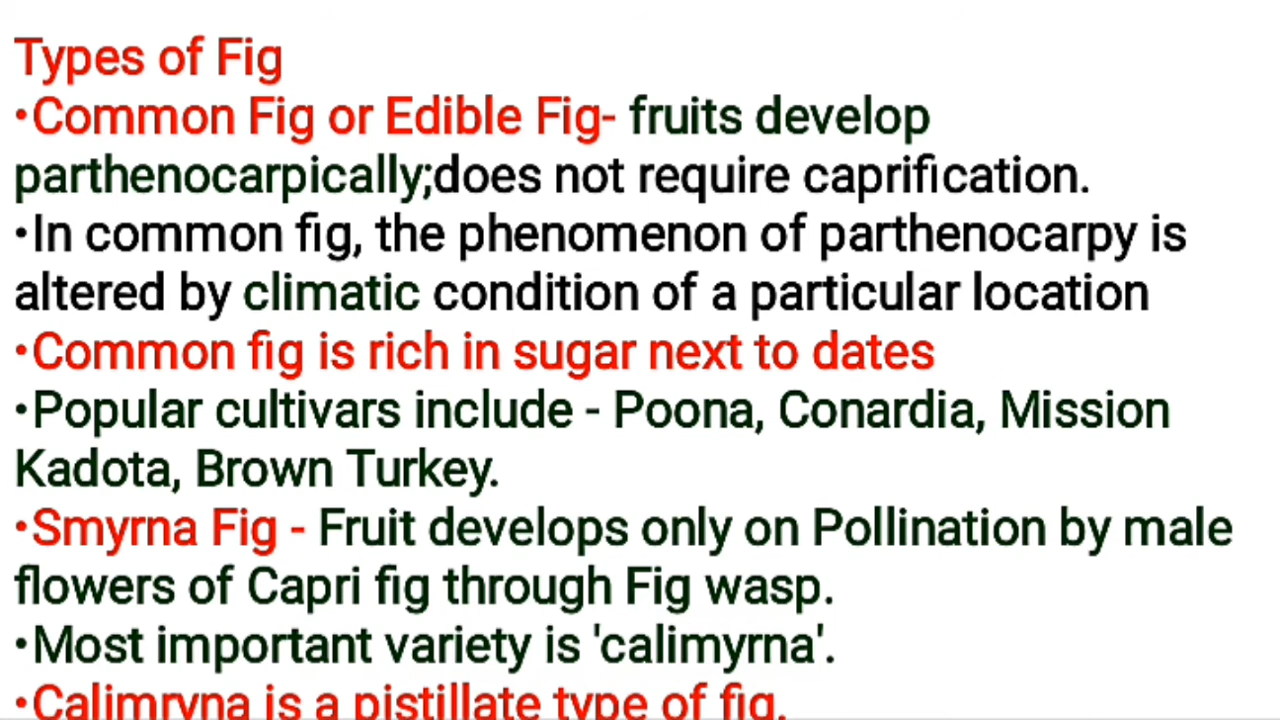 Types of Fig
•Common Fig or Edible Fig- fruits develop
parthenocarpically;does not require caprification.
•In common fig, the phenomenon of parthenocarpy is
altered by climatic condition of a particular location
•Common fig is rich in sugar next to dates
•Popular cultivars include - Poona, Conardia, Mission
Kadota, Brown Turkey.
•Smyrna Fig - Fruit develops only on Pollination by male
flowers of Capri fig through Fig wasp.
•Most important variety is 'calimyrna'.
•Calimryna is a pistillate type of fig.